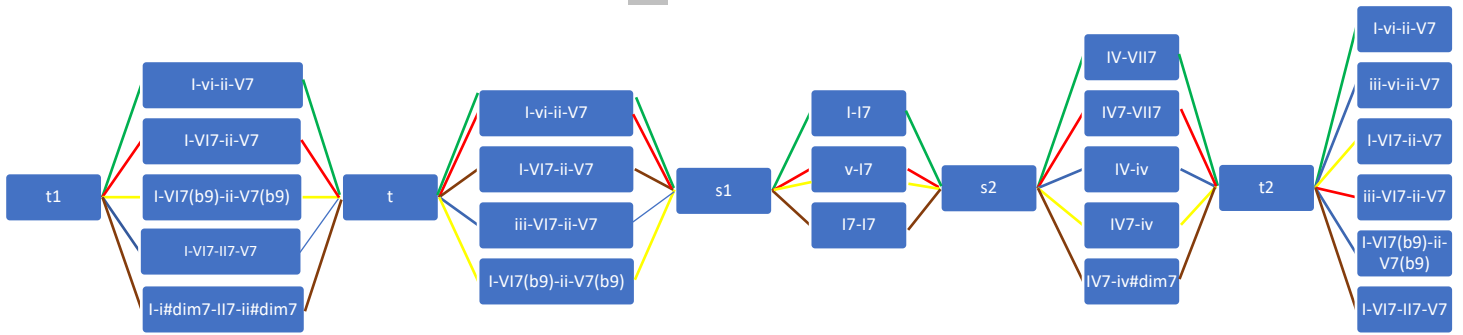 t1
I-vi-ii-V7
I-VI7-ii-V7
I-VI7(b9)-ii-V7(b9)
I-VI7-II7-V7
I-i#dim7-II7-ii#dim7
t
I-vi-ii-V7
I-VI7-ii-V7
iii-VI7-ii-V7
I-VI7(b9)-ii-V7(b9)
s1
I-I7
v-I7
I7-I7
s2
IV-VII7
IV7-VII7
IV-iv
IV7-iv
IV7-iv#dim7
t2
I-vi-ii-V7
iii-vi-ii-V7
I-VI7-ii-V7
iii-VI7-ii-V7
I-VI7(b9)-ii-
V7(b9)
I-VI7-II7-V7